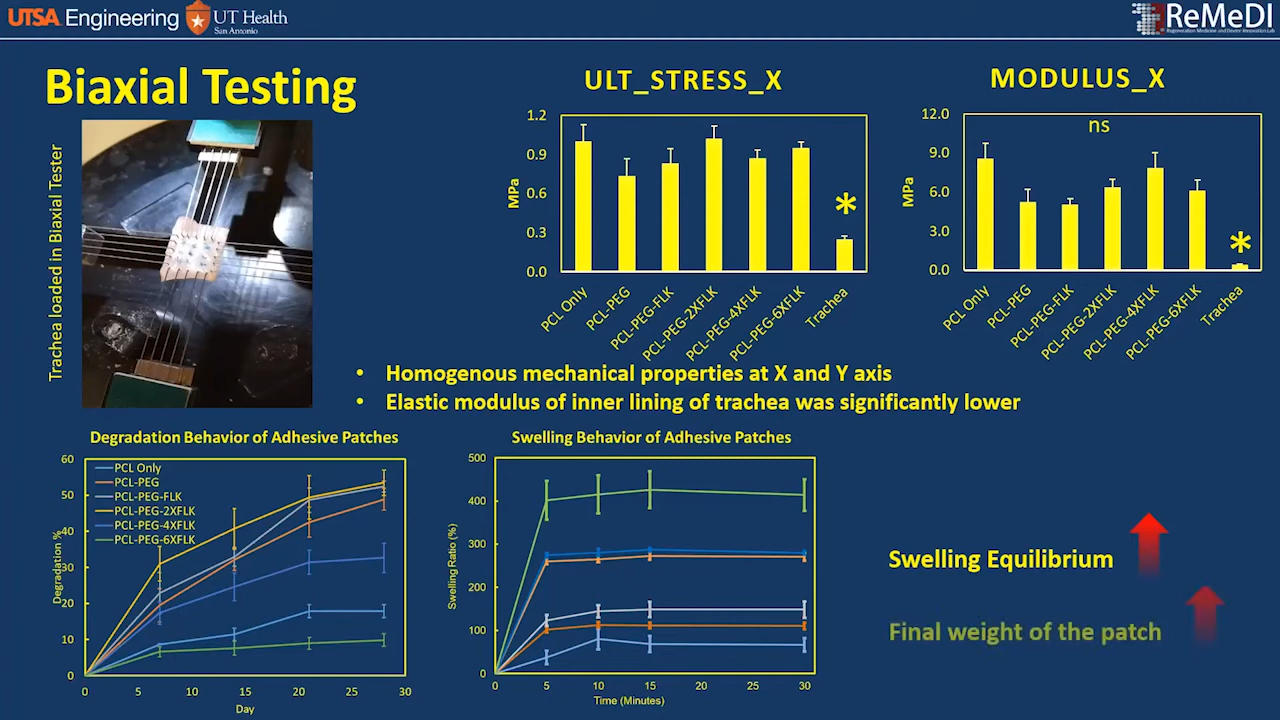 UTSA Engineering
UT Health
San Antonio
ReMeDI
Regenerative Medicine and Device Innovation Lab
Biaxial Testing
Trachea loaded in Biaxial Tester
ULT_STRESS_X
1.2
0.9
0.6
0.3
0.0
MPa
*
PCL Only
PCL-PEG
PCL-PEG-FLK
PCL-PEG-2XFLK
PCL-PEG-4XFLK
PCL-PEG-6XFLK
Trachea
MODULUS_X
12.0
9.0
6.0
3.0
0.0
MPa
ns
*
PCL Only
PCL-PEG
PCL-PEG-FLK
PCL-PEG-2XFLK
PCL-PEG-4XFLK
PCL-PEG-6XFLK
Trachea
• Homogenous mechanical properties at X and Y axis
• Elastic modulus of inner lining of trachea was significantly lower
Degradation Behavior of Adhesive Patches
60
50
40
30
20
10
0
Degradation %
PCL Only
PCL-PEG
PCL-PEG-FLK
PCL-PEG-2XFLK
PCL-PEG-4XFLK
PCL-PEG-6XFLK
0 5 10 15 20 25 30
Day
Swelling Behavior of Adhesive Patches
500
400
300
200
100
0
Swelling Ratio (%)
0 5 10 15 20 25 30
Time (Minutes)
Swelling Equilibrium
Final weight of the patch